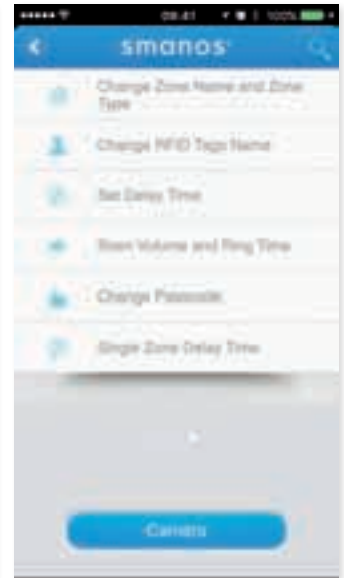 09:41 100%
smanos
Change Zone Name and Zone
Type
Change RFID Tags Name
Set Delay Time
Siren Volume and Ring Time
Change Passcode
Single Zone Delay Time
Camera